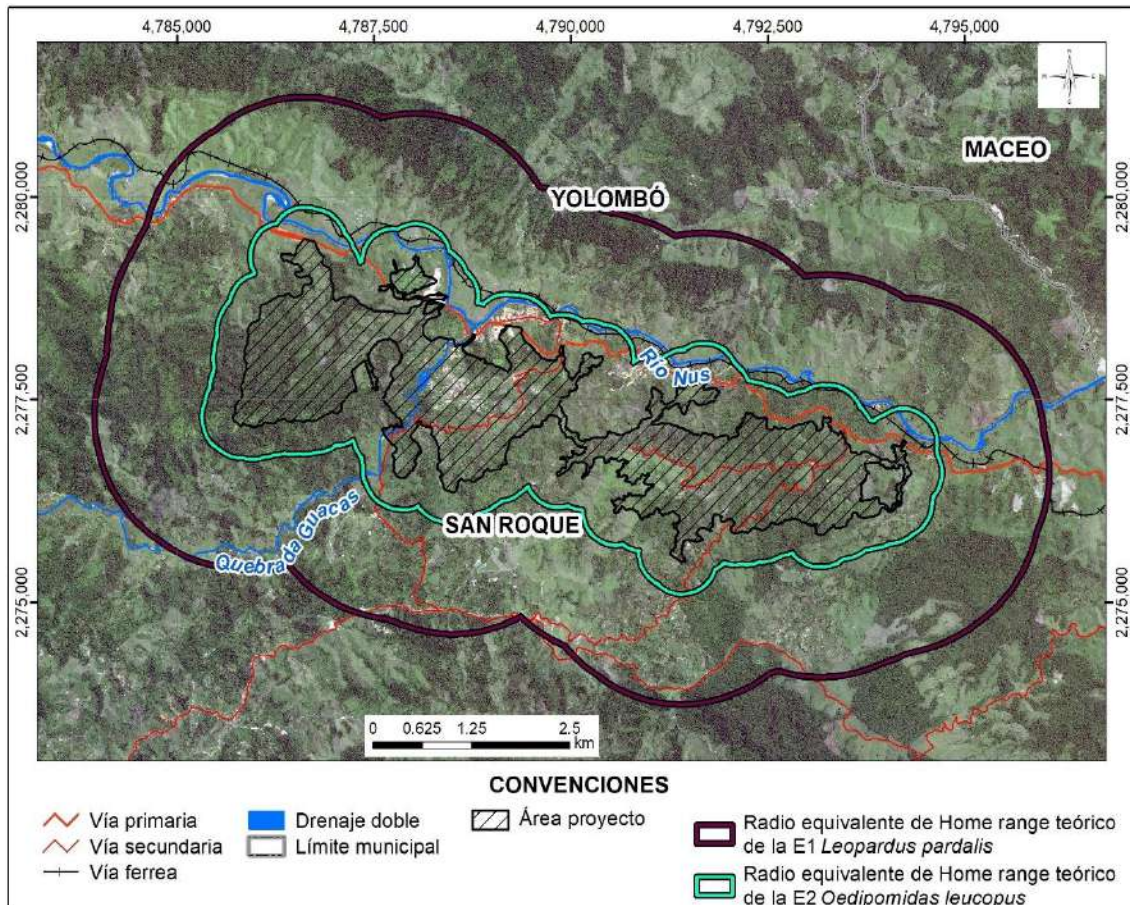 4,785,000 4,787,500 4,790,000 4,792,500 4,795,000
N
MACEO
YOLOMBÓ
2,280,000 2,280,000
Río Nus
2,277,500 2,277,500
SAN ROQUE
Quebrada Guacas
2,275,000 2,275,000
0 0.625 1.25 2.5
km
CONVENCIONES
Vía primaria
Vía secundaria
Vía ferrea
Drenaje doble
Límite municipal
Área proyecto
Radio equivalente de Home range teórico
de la E1 Leopardus pardalis
Radio equivalente de Home range teórico
de la E2 Oedipomidas leucopus